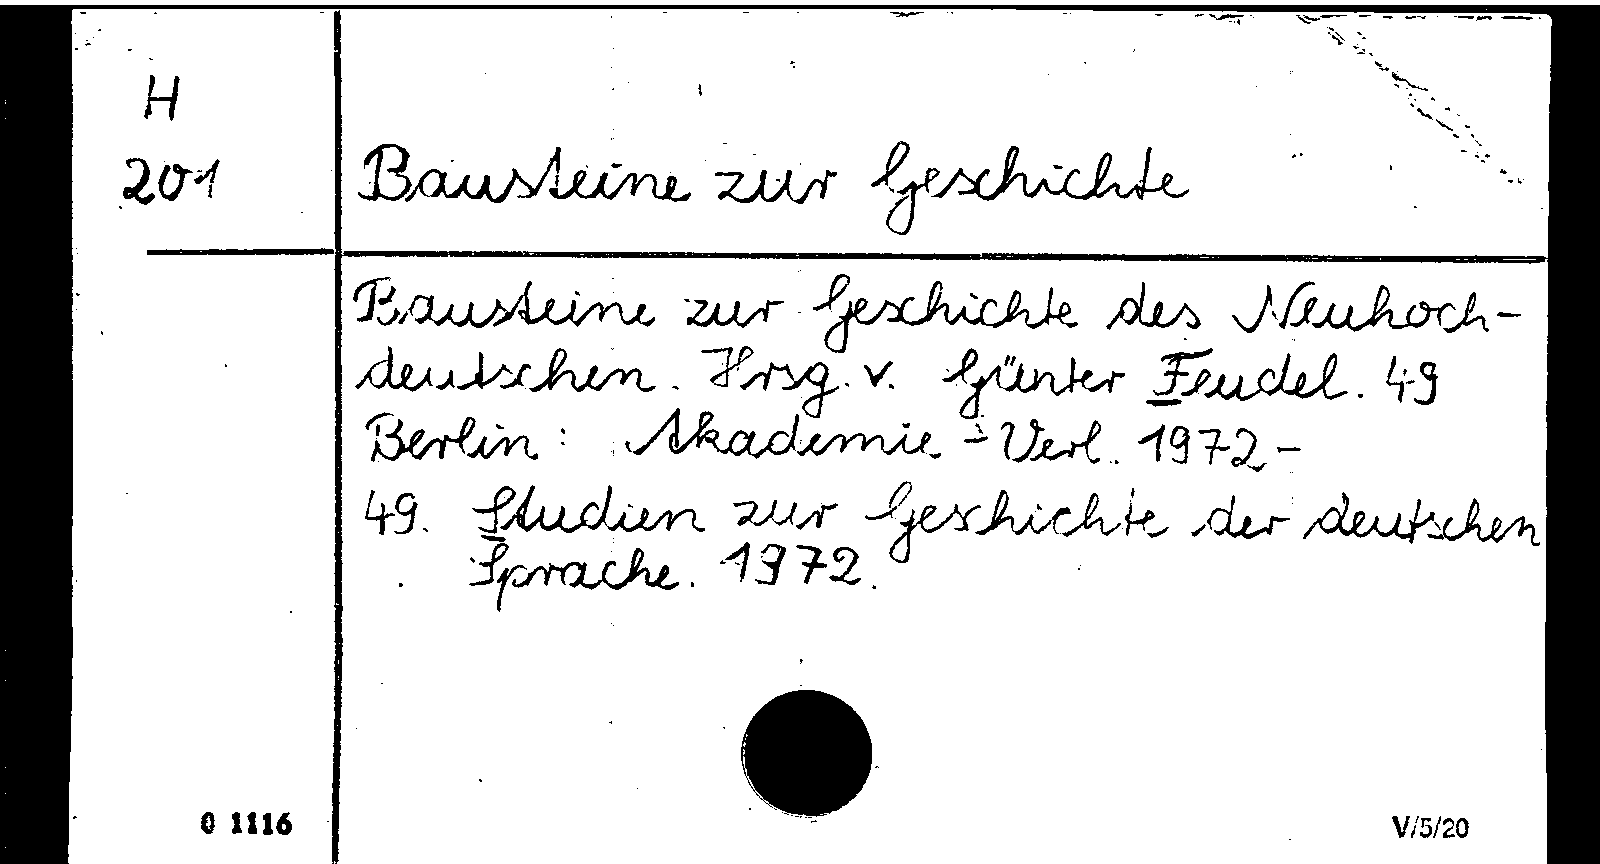 H
201 Bausteine zur Geschichte
Bausteine zur Geschichte des Neuhoch-
deutschen. Hrsg. v. Günter Feudel. 49
Berlin: Akademie-Verl. 1972-
49. Studien zur Geschichte der deutschen
Sprache. 1972.
0 1116
V/5/20